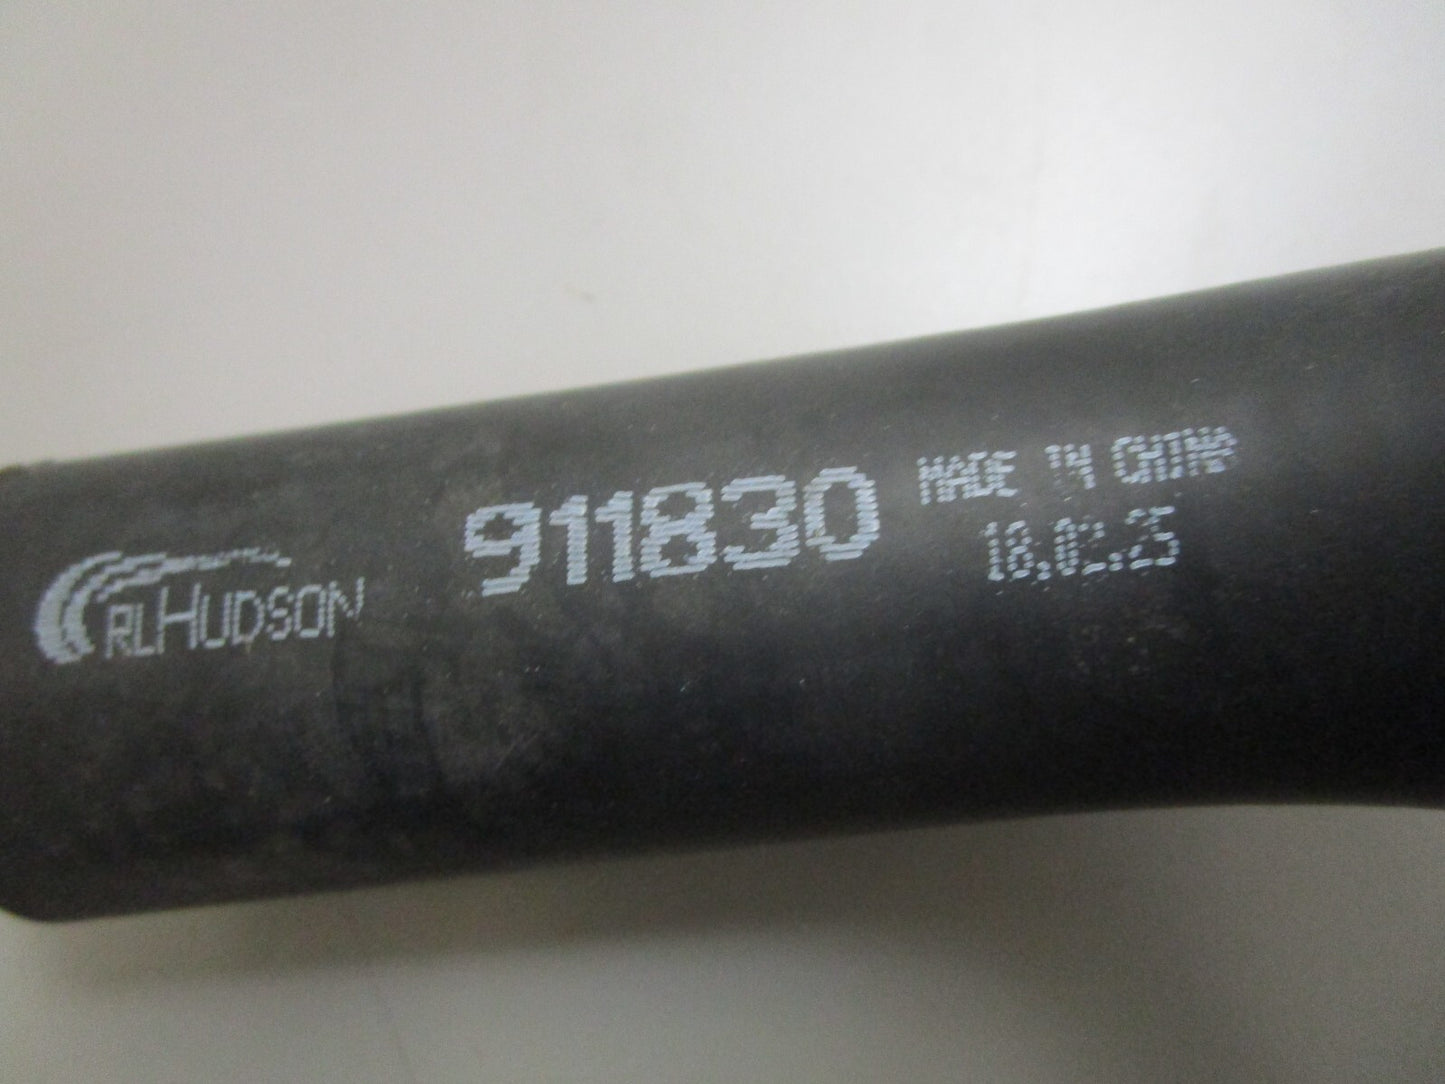 RLHUDSON
911830
MADE IN CHINA
18.02.25